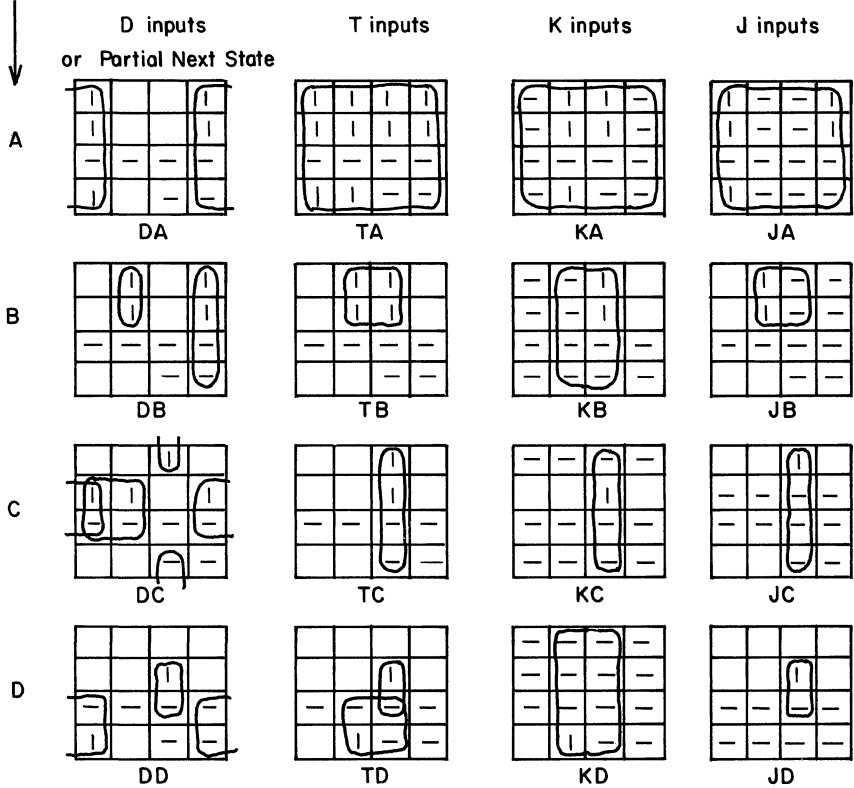 D inputs
or Partial Next State
T inputs
K inputs
J inputs
A
DA
TA
KA
JA
B
DB
TB
KB
JB
C
DC
TC
KC
JC
D
DD
TD
KD
JD